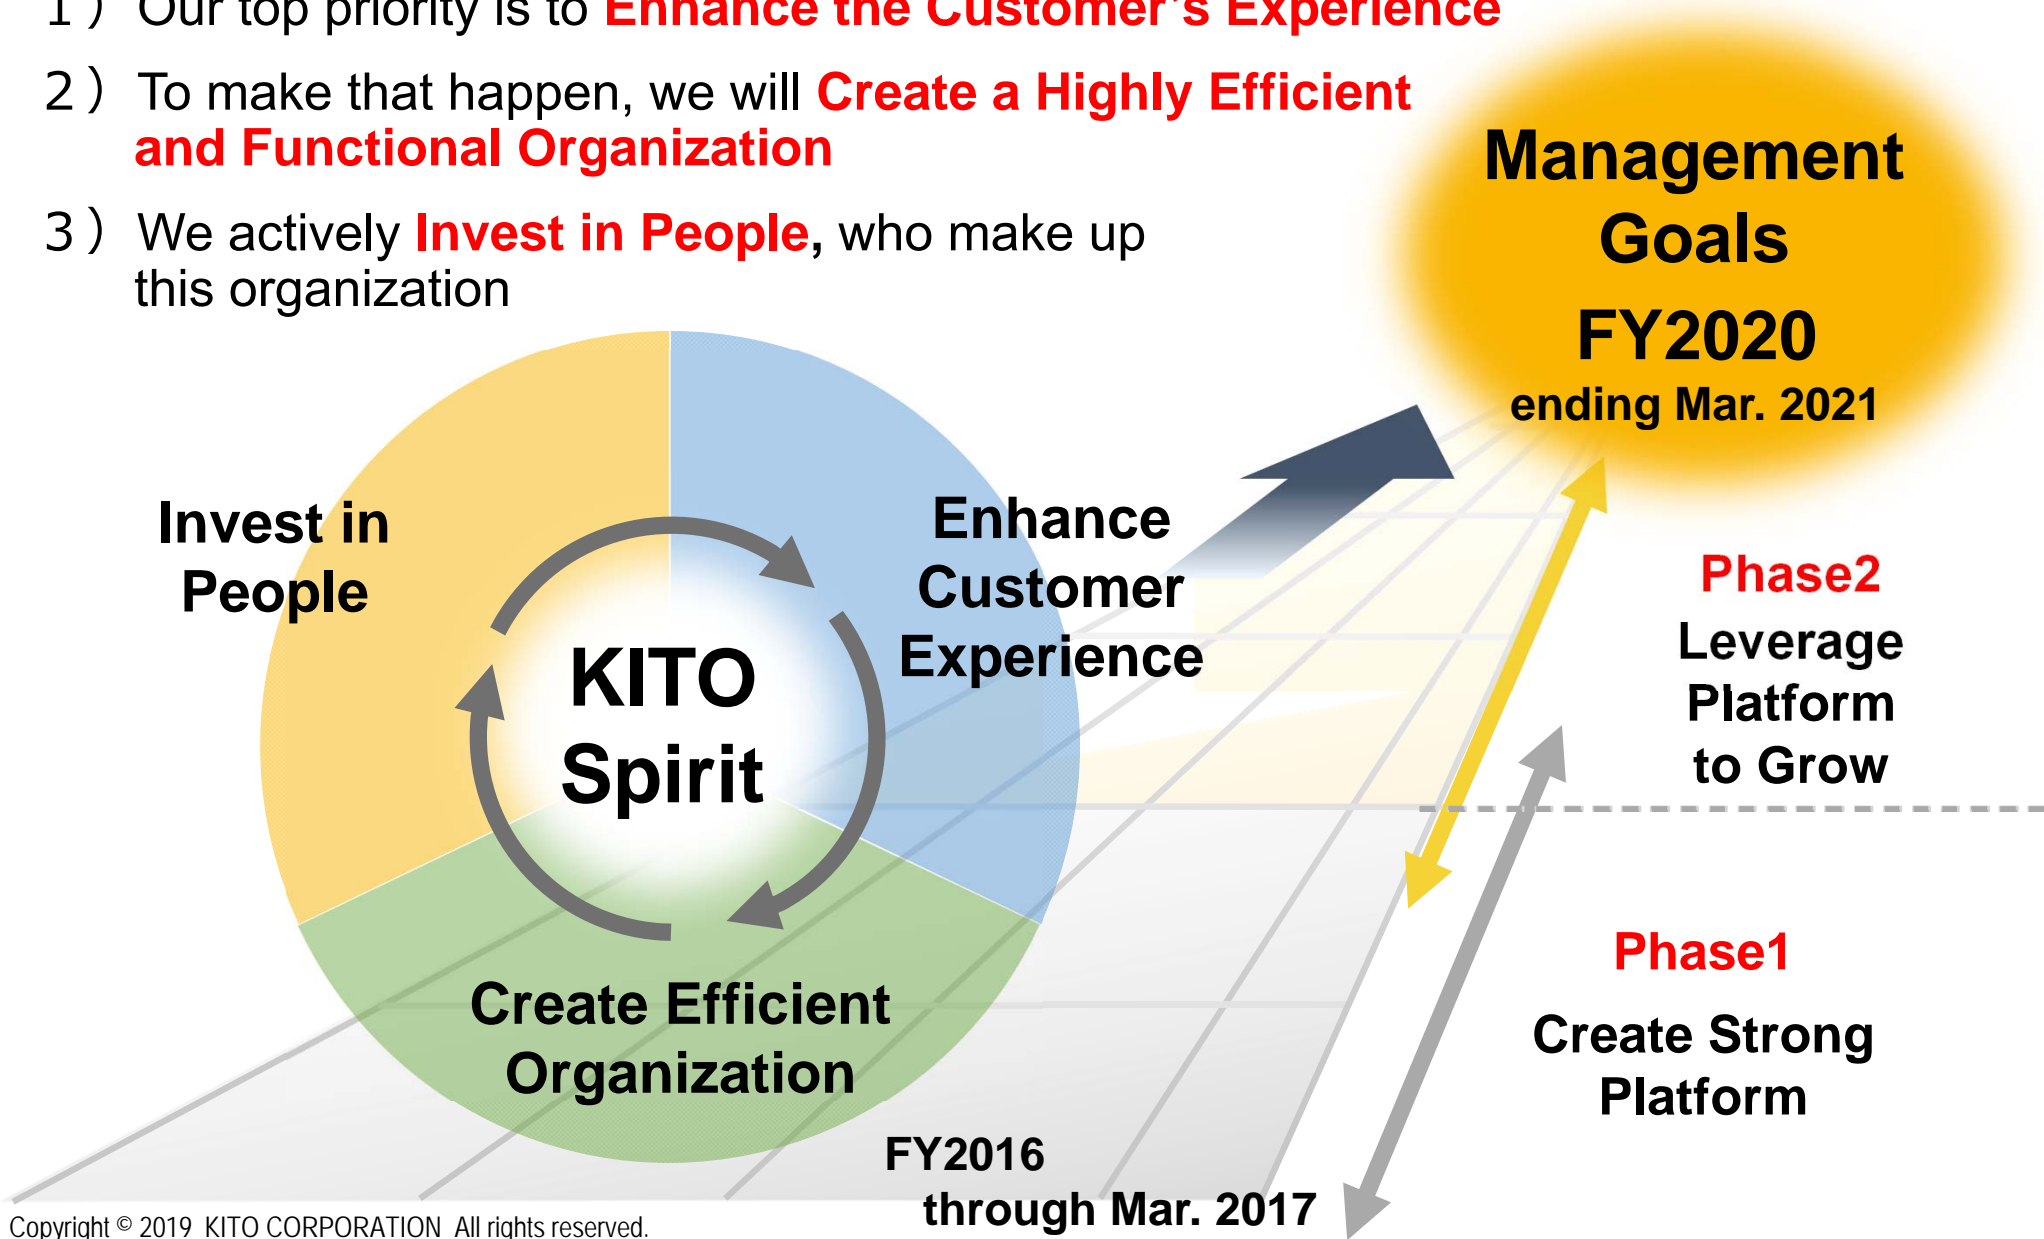 1） Our top priority is to Enhance the Customer's Experience
2） To make that happen, we will Create a Highly Efficient
and Functional Organization
3） We actively Invest in People, who make up
this organization
Management
Goals
FY2020
ending Mar. 2021
Invest in
People
Enhance
Customer
Experience
KITO
Spirit
Create Efficient
Organization
Phase2
Leverage
Platform
to Grow
Phase1
Create Strong
Platform
FY2016
through Mar. 2017
Copyright © 2019 KITO CORPORATION All rights reserved.